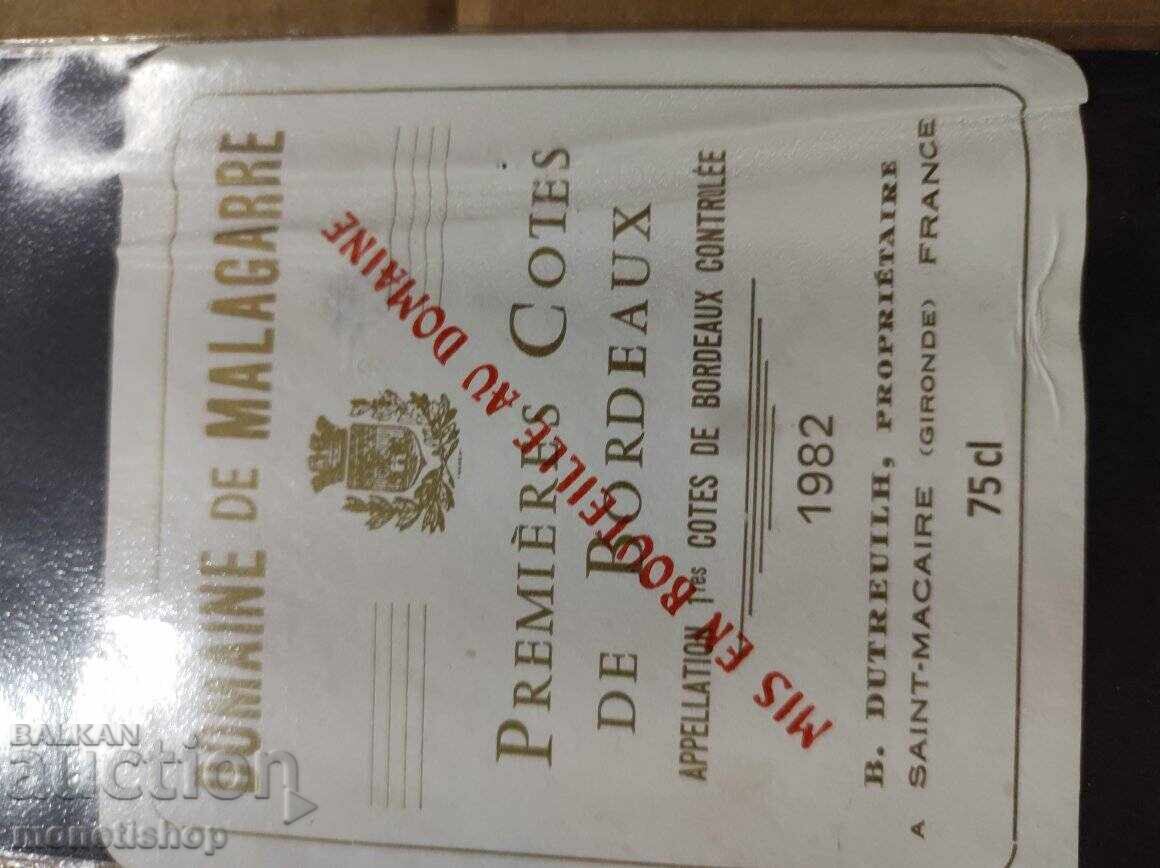 DOMAINE DE MALAGARRE
MIS EN BOUTEILLE AU DOMAINE
PREMIÈRES COTES
DE BORDEAUX
APPELLATION 1res COTES DE BORDEAUX CONTROLÉE
1982
B. DUTREUILH, PROPRIÉTAIRE
A SAINT-MACAIRE (GIRONDE) FRANCE
75 cl
BALKAN
auction
monetishop